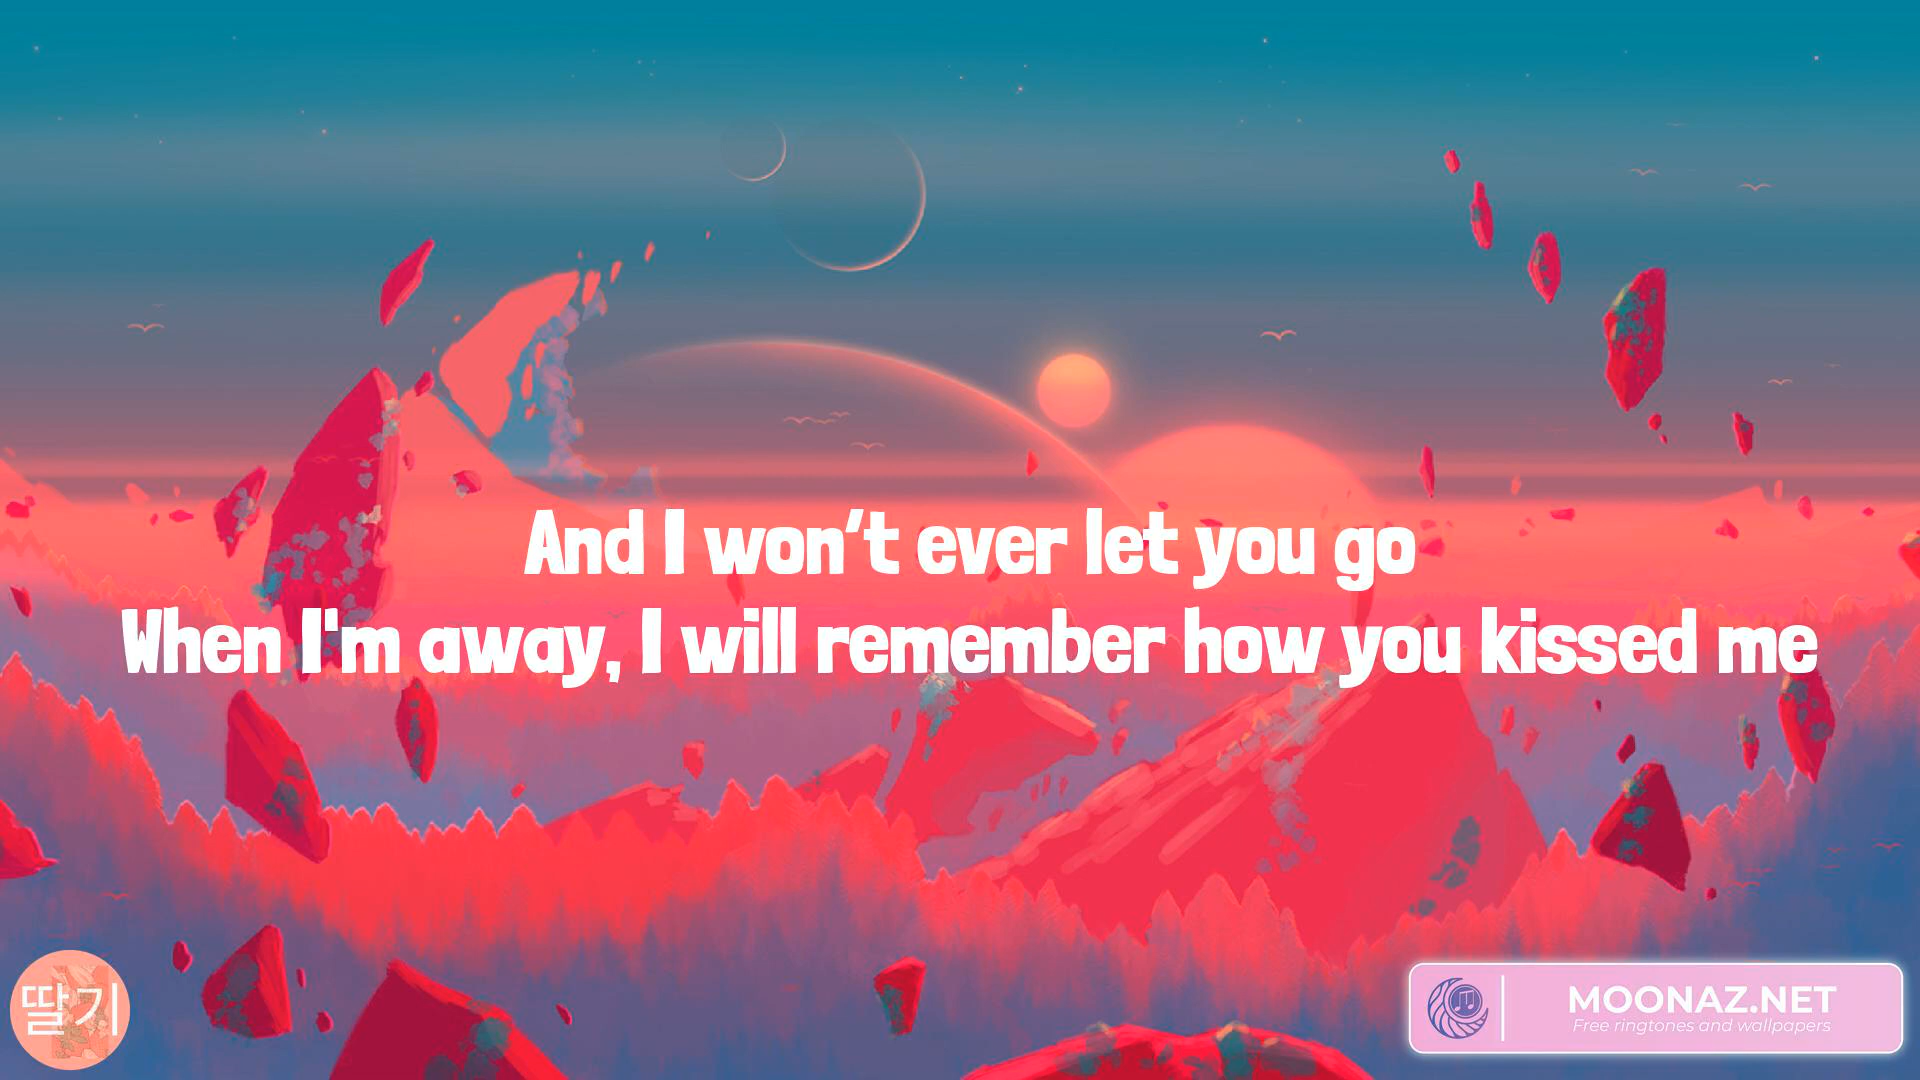 And I won’t ever let you go
When I'm away, I will remember how you kissed me
딸기
MOONAZ.NET
Free ringtones and wallpapers